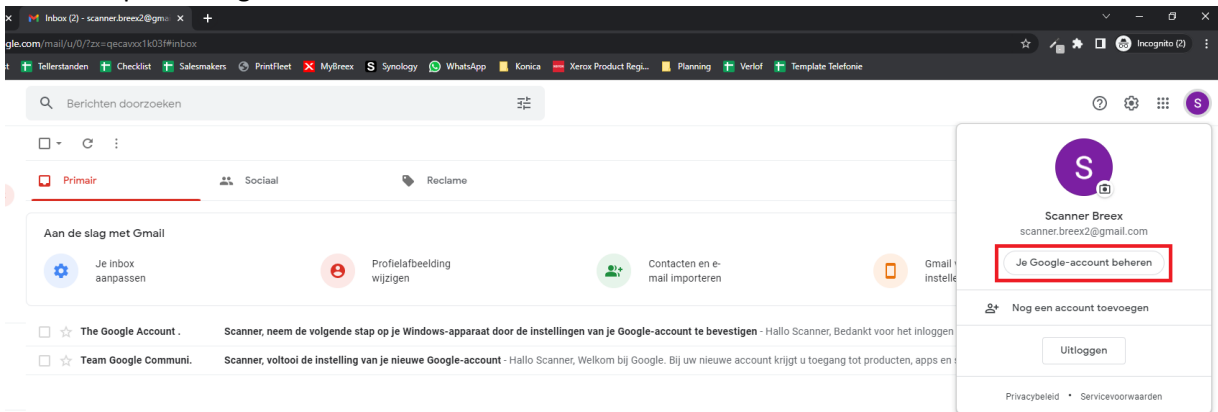 Inbox (2) - scanner.breex2@gma
gle.com/mail/u/0/?zx=qecavxx1k03f#inbox
Incognito (2)
Tellerstanden Checklist Salesmakers PrintFleet MyBreex Synology WhatsApp Konica Xerox Product Regi... Planning Verlof Template Telefonie
Berichten doorzoeken
S
Primair Sociaal Reclame
S
Scanner Breex
scanner.breex2@gmail.com
Je Google-account beheren
Aan de slag met Gmail
Je inbox
aanpassen
Profielafbeelding
wijzigen
Contacten en e-
mail importeren
Gmail
instelle
Nog een account toevoegen
The Google Account . Scanner, neem de volgende stap op je Windows-apparaat door de instellingen van je Google-account te bevestigen - Hallo Scanner, Bedankt voor het inloggen
Team Google Communi. Scanner, voltooi de instelling van je nieuwe Google-account - Hallo Scanner, Welkom bij Google. Bij uw nieuwe account krijgt u toegang tot producten, apps en
Uitloggen
Privacybeleid • Servicevoorwaarden